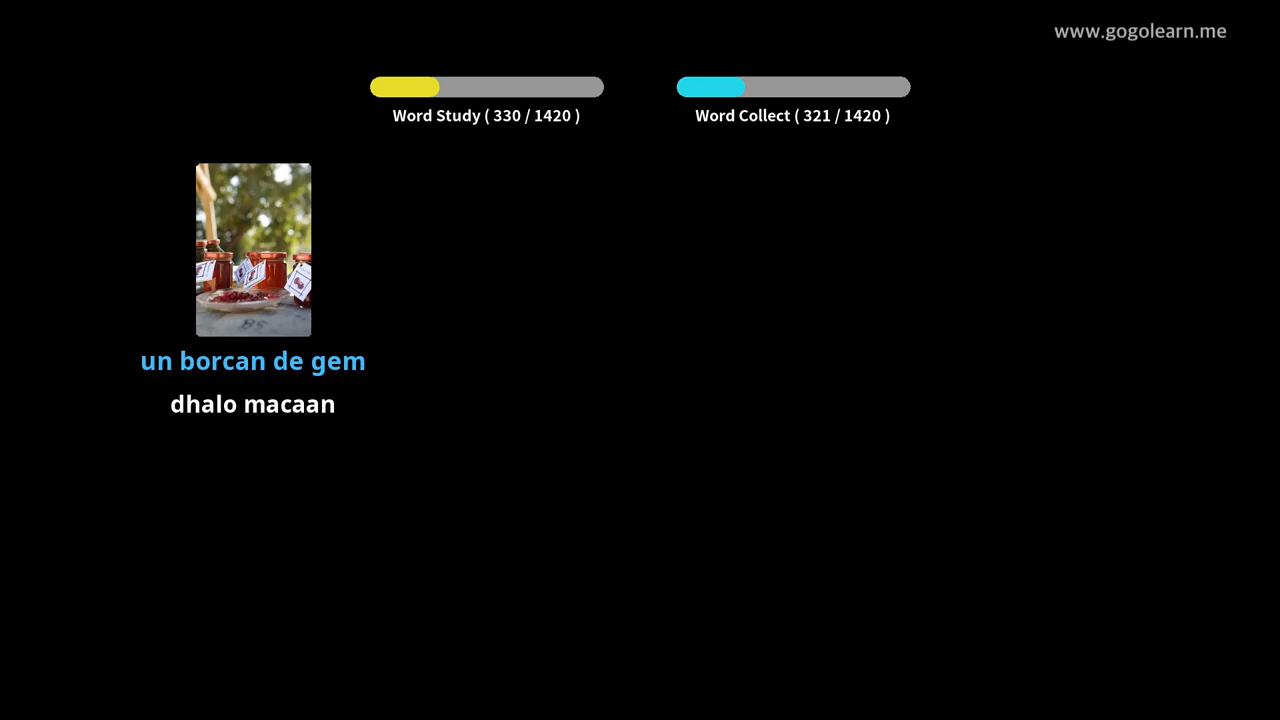 www.gogolearn.me
Word Study ( 330 / 1420 )
Word Collect ( 321 / 1420 )
un borcan de gem
dhalo macaan